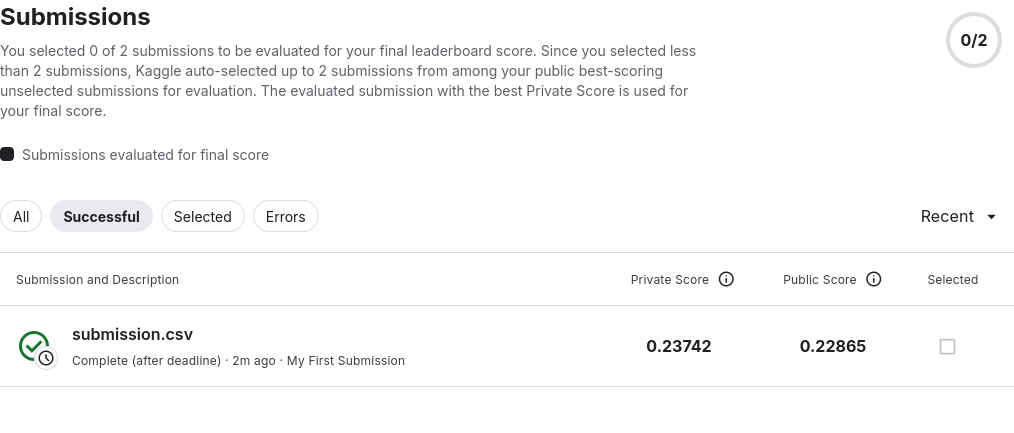 Submissions
You selected 0 of 2 submissions to be evaluated for your final leaderboard score. Since you selected less
than 2 submissions, Kaggle auto-selected up to 2 submissions from among your public best-scoring
unselected submissions for evaluation. The evaluated submission with the best Private Score is used for
your final score.
0/2
Submissions evaluated for final score
All Successful Selected Errors Recent
Submission and Description Private Score Public Score Selected
submission.csv
Complete (after deadline) · 2m ago · My First Submission
0.23742 0.22865